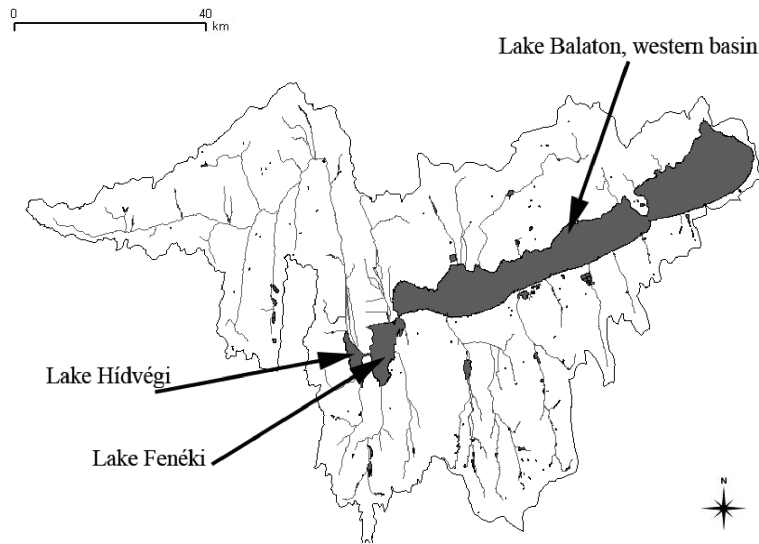 0 40
km
Lake Balaton, western basin
Lake Hídvégi
Lake Fenéki
N